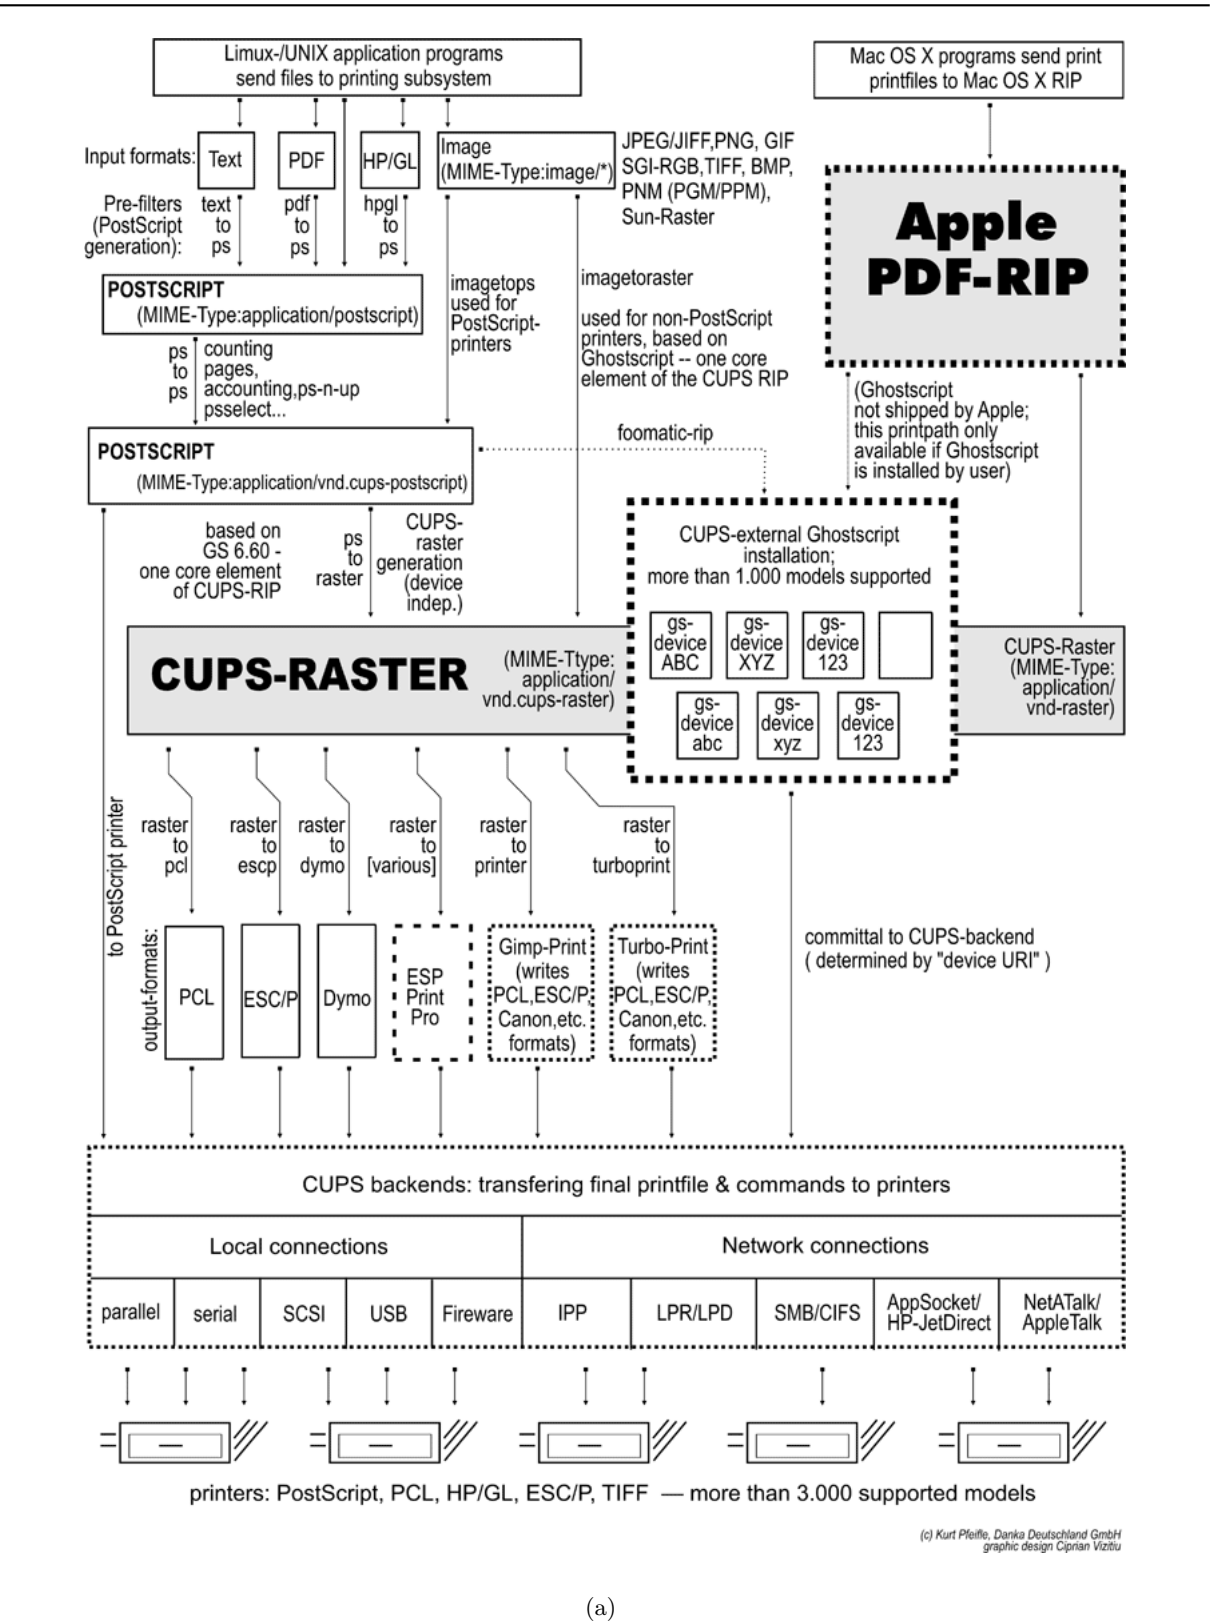 Limux-/UNIX application programs
send files to printing subsystem
Mac OS X programs send print
printfiles to Mac OS X RIP
Input formats:
Text
PDF
HP/GL
Image
(MIME-Type:image/*)
JPEG/JIFF,PNG, GIF
SGI-RGB,TIFF, BMP,
PNM (PGM/PPM),
Sun-Raster
Apple
PDF-RIP
Pre-filters
(PostScript
generation):
text
to
ps
pdf
to
ps
hpgl
to
ps
POSTSCRIPT
(MIME-Type:application/postscript)
imagetops
used for
PostScript-
printers
imagetoraster
used for non-PostScript
printers, based on
Ghostscript -- one core
element of the CUPS RIP
ps
to
ps
counting
pages,
accounting,ps-n-up
psselect...
(Ghostscript
not shipped by Apple;
this printpath only
available if Ghostscript
is installed by user)
foomatic-rip
POSTSCRIPT
(MIME-Type:application/vnd.cups-postscript)
based on
GS 6.60 -
one core element
of CUPS-RIP
ps
to
raster
CUPS-
raster
generation
(device
indep.)
CUPS-external Ghostscript
installation;
more than 1.000 models supported
gs-
device
ABC
gs-
device
XYZ
gs-
device
123
gs-
device
abc
gs-
device
xyz
gs-
device
123
CUPS-RASTER
(MIME-Ttype:
application/
vnd.cups-raster)
CUPS-Raster
(MIME-Type:
application/
vnd-raster)
to PostScript printer
raster
to
pcl
raster
to
escp
raster
to
dymo
raster
to
[various]
raster
to
printer
raster
to
turboprint
output-formats:
PCL
ESC/P
Dymo
ESP
Print
Pro
Gimp-Print
(writes
PCL,ESC/P,
Canon,etc.
formats)
Turbo-Print
(writes
PCL,ESC/P,
Canon,etc.
formats)
committal to CUPS-backend
( determined by "device URI" )
CUPS backends: transfering final printfile & commands to printers
Local connections
Network connections
parallel
serial
SCSI
USB
Fireware
IPP
LPR/LPD
SMB/CIFS
AppSocket/
HP-JetDirect
NetATalk/
AppleTalk
printers: PostScript, PCL, HP/GL, ESC/P, TIFF — more than 3.000 supported models
(c) Kurt Pfeifle, Danka Deutschland GmbH
graphic design Ciprian Vizitiu
(a)